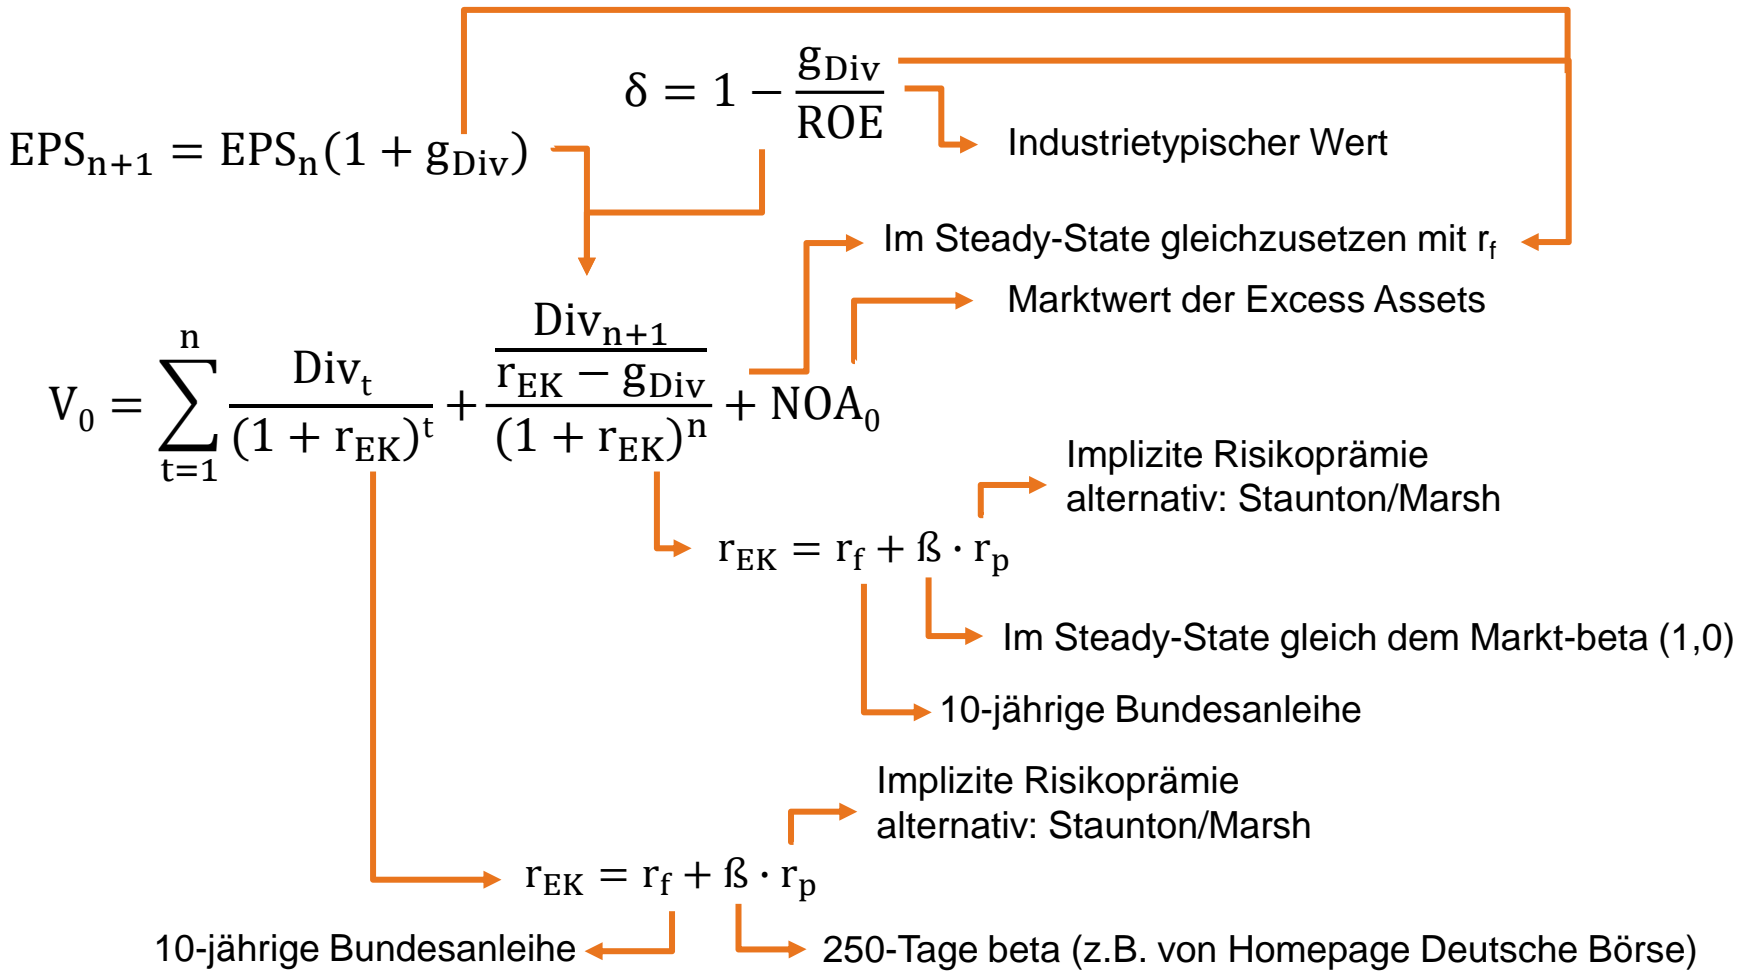 δ = 1 − g_Div / ROE
EPS_{n+1} = EPS_n(1 + g_Div)
Industrietypischer Wert
Im Steady-State gleichzusetzen mit r_f
Marktwert der Excess Assets
V_0 = ∑_{t=1}^{n} Div_t / (1 + r_EK)^t + (Div_{n+1} / (r_EK − g_Div)) / (1 + r_EK)^n + NOA_0
Implizite Risikoprämie
alternativ: Staunton/Marsh
r_EK = r_f + ß · r_p
Im Steady-State gleich dem Markt-beta (1,0)
10-jährige Bundesanleihe
Implizite Risikoprämie
alternativ: Staunton/Marsh
r_EK = r_f + ß · r_p
10-jährige Bundesanleihe
250-Tage beta (z.B. von Homepage Deutsche Börse)